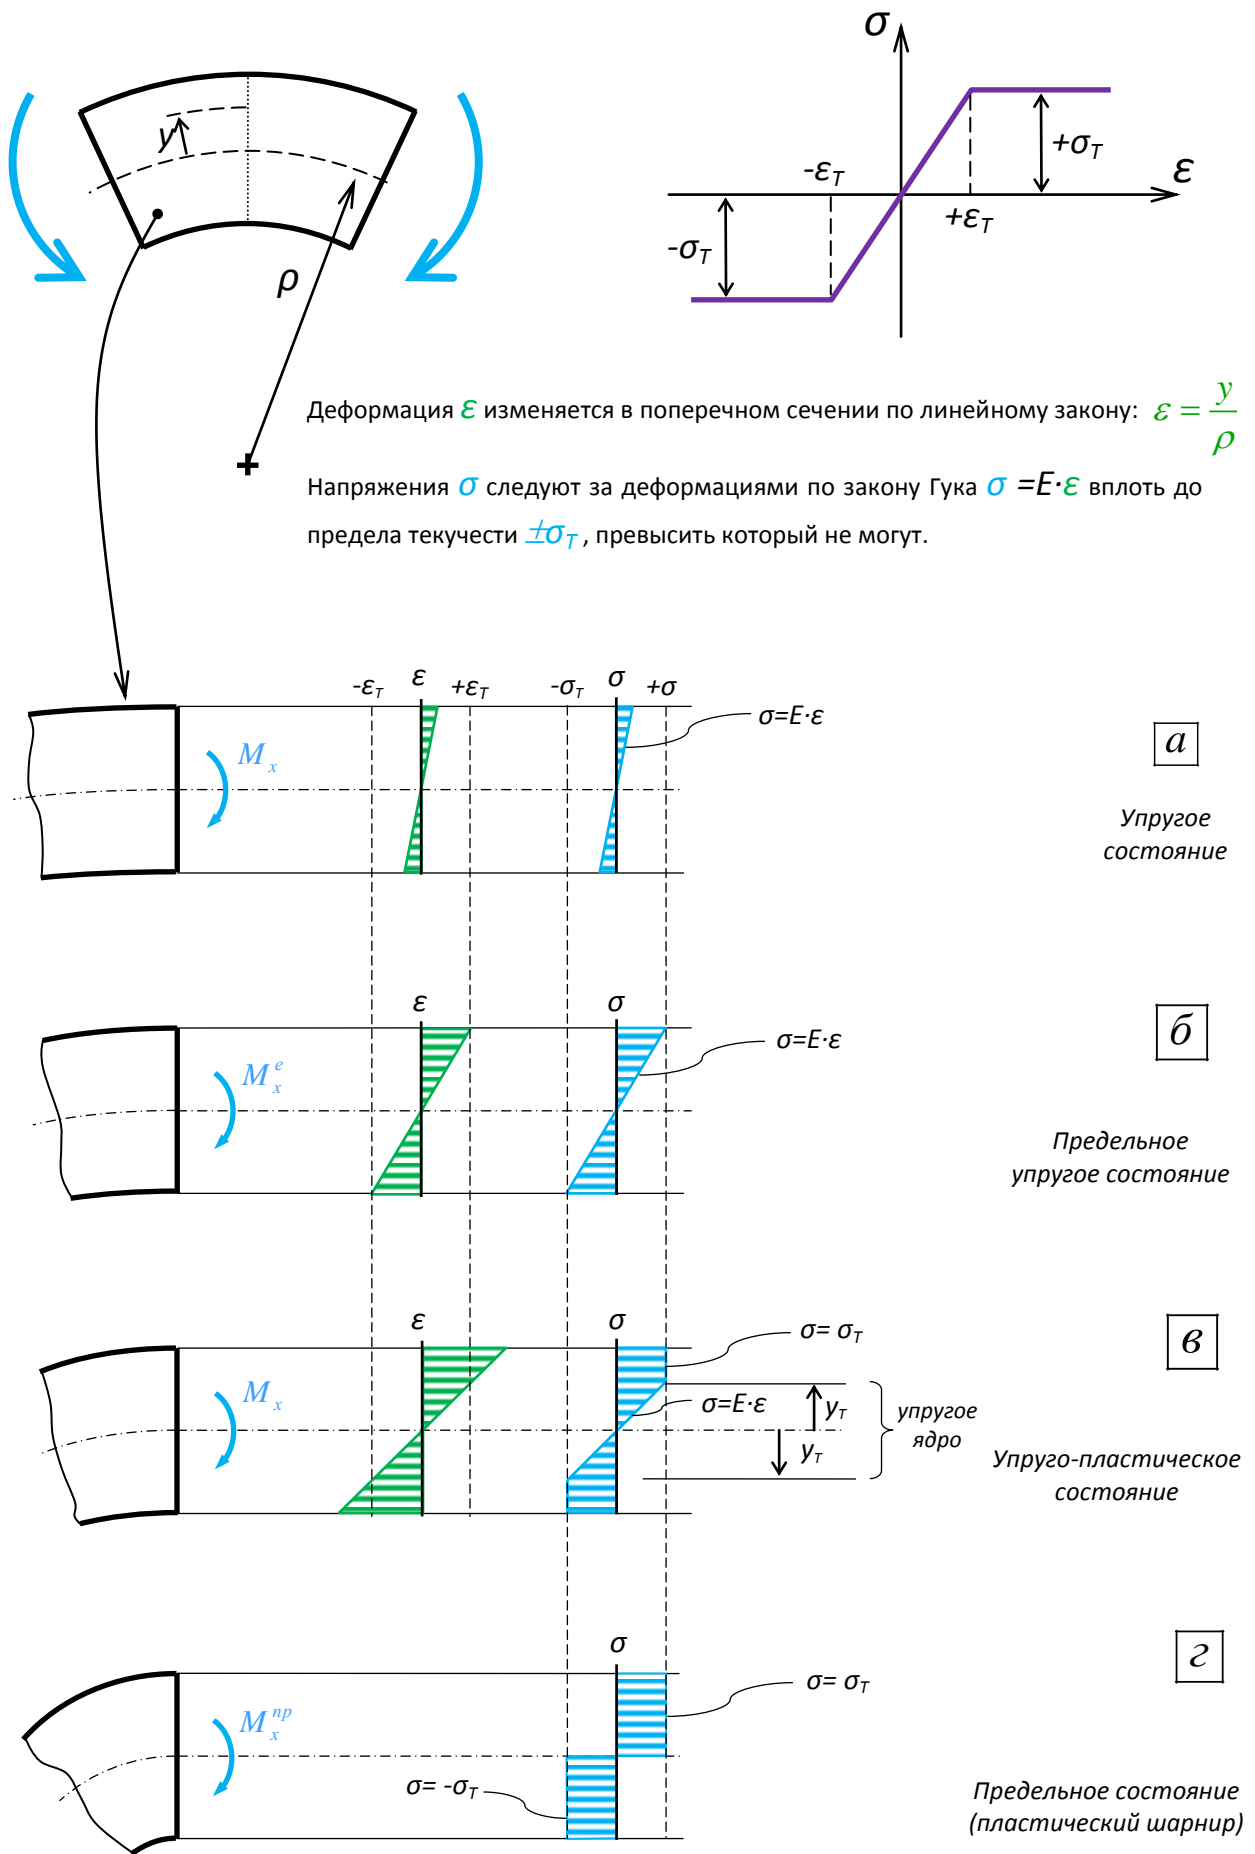 σ
y
-ε_T
+σ_T
ε
+ε_T
-σ_T
ρ
Деформация ε изменяется в поперечном сечении по линейному закону: ε = y/ρ
Напряжения σ следуют за деформациями по закону Гука σ =E·ε вплоть до
предела текучести ±σ_T , превысить который не могут.
-ε_T ε +ε_T -σ_T σ +σ
σ=E·ε
а
M_x
Упругое
состояние
ε σ
σ=E·ε
б
M_x^e
Предельное
упругое состояние
ε σ
σ= σ_T
в
M_x
σ=E·ε
y_T
упругое
ядро
y_T
Упруго-пластическое
состояние
σ
г
σ= σ_T
M_x^пр
σ= -σ_T
Предельное состояние
(пластический шарнир)